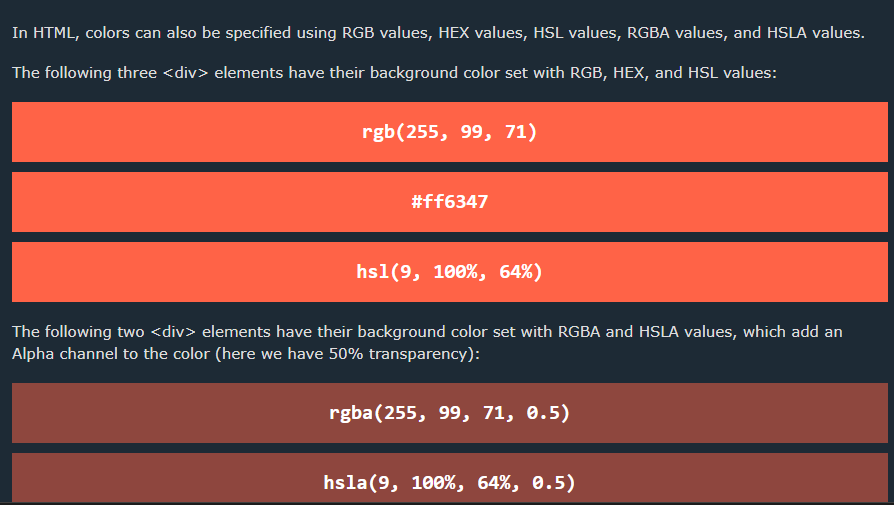 In HTML, colors can also be specified using RGB values, HEX values, HSL values, RGBA values, and HSLA values.
The following three <div> elements have their background color set with RGB, HEX, and HSL values:
rgb(255, 99, 71)
#ff6347
hsl(9, 100%, 64%)
The following two <div> elements have their background color set with RGBA and HSLA values, which add an
Alpha channel to the color (here we have 50% transparency):
rgba(255, 99, 71, 0.5)
hsla(9, 100%, 64%, 0.5)